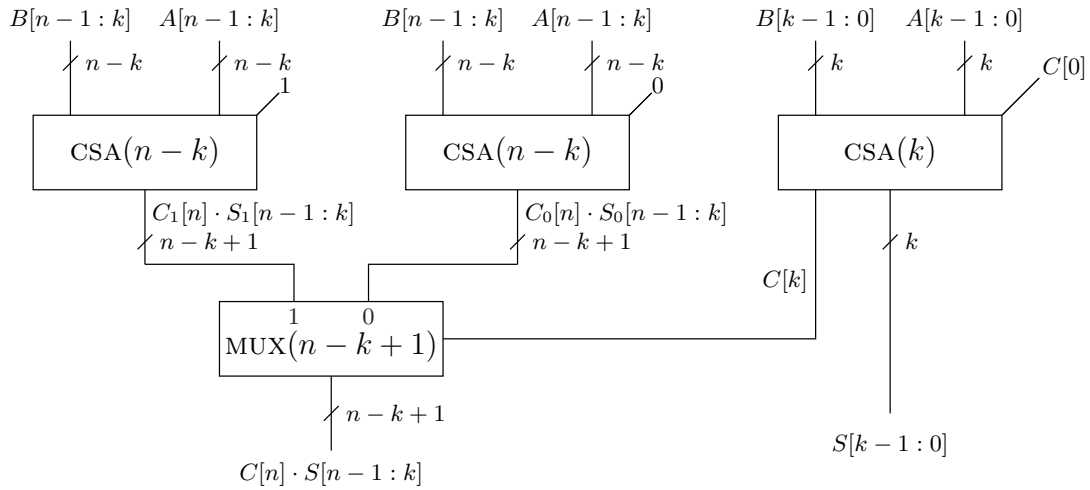 B[n − 1 : k] A[n − 1 : k] B[n − 1 : k] A[n − 1 : k] B[k − 1 : 0] A[k − 1 : 0]
n − k n − k n − k n − k k k C[0]
1 0
CSA(n − k) CSA(n − k) CSA(k)
C₁[n] · S₁[n − 1 : k] C₀[n] · S₀[n − 1 : k]
n − k + 1 n − k + 1 k
C[k]
1 0
MUX(n − k + 1)
n − k + 1
S[k − 1 : 0]
C[n] · S[n − 1 : k]